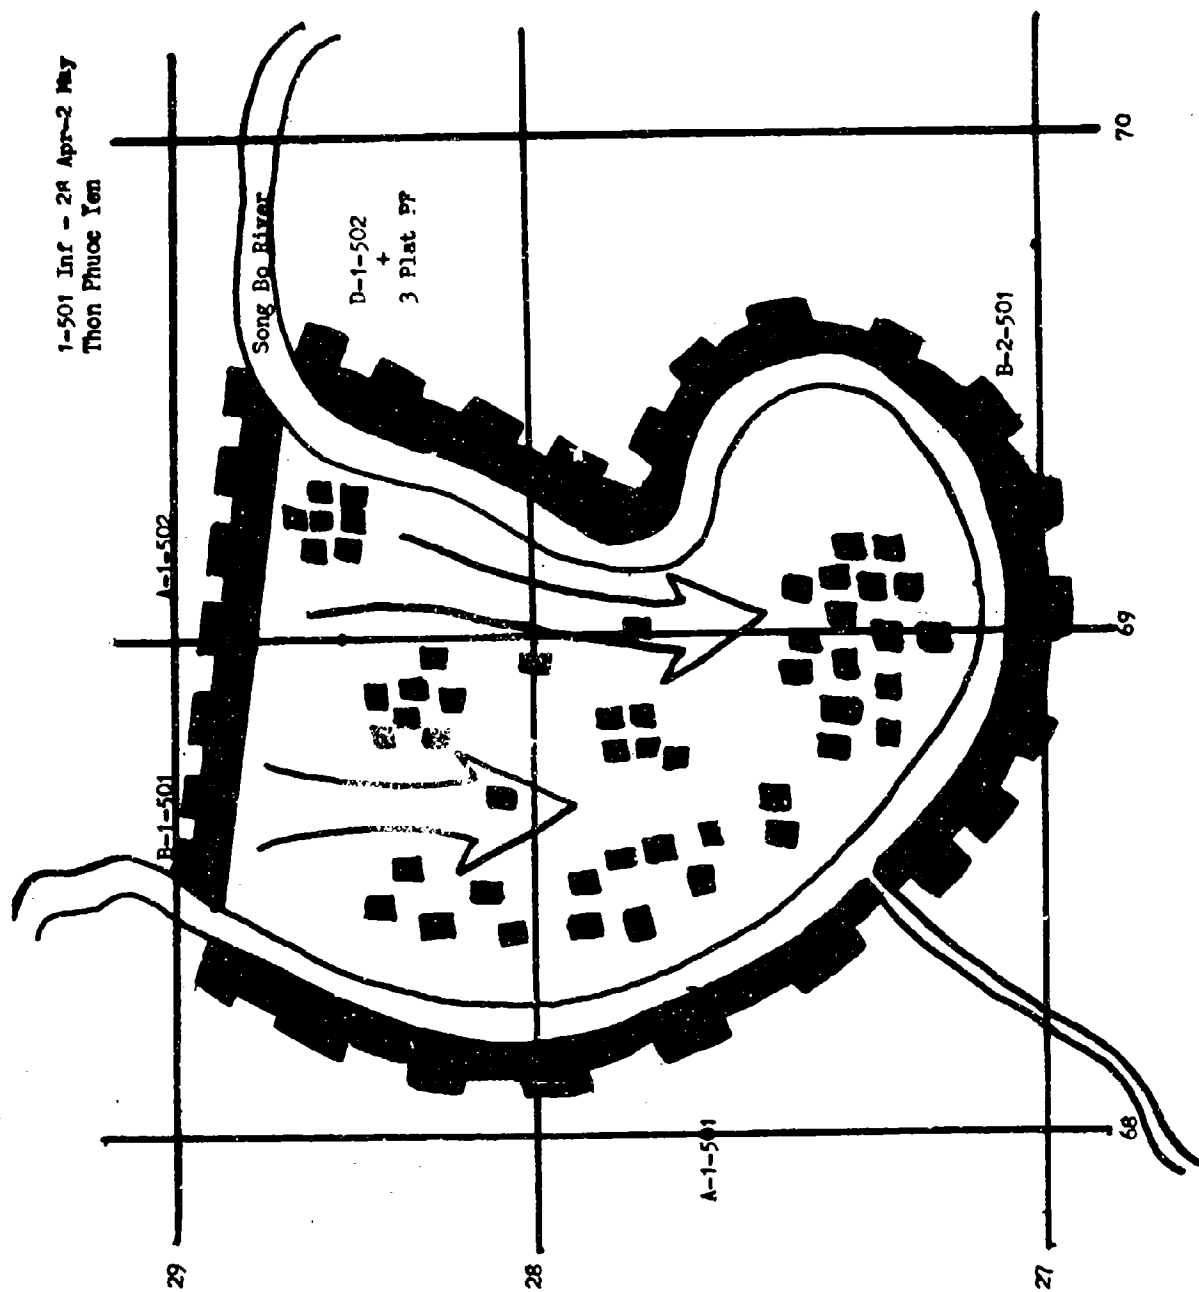 1-501 Inf - 28 Apr-2 May
Thon Phuoc Yen
29
B-1-501
A-1-502
Song Bo River
D-1-502
+
3 Plat PF
28
A-1-501
B-2-501
27
68
69
70